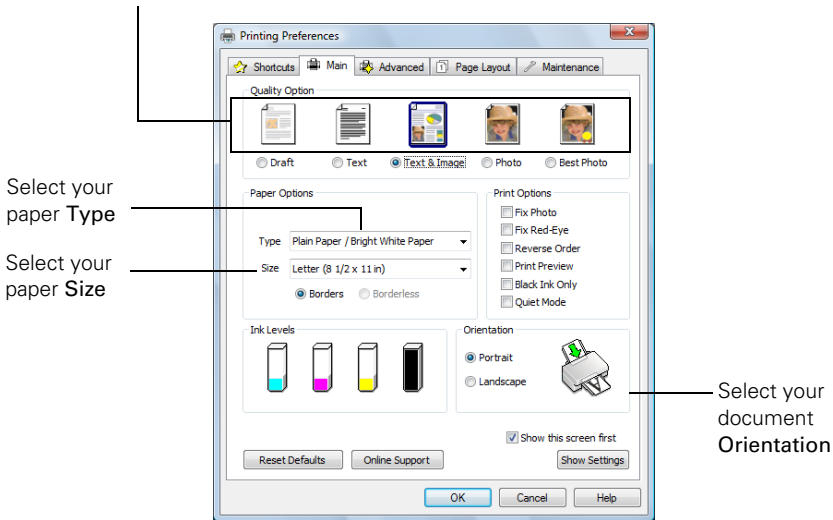 Printing Preferences
Shortcuts Main Advanced 1 Page Layout Maintenance
Quality Option
Draft Text Text & Image Photo Best Photo
Select your
paper Type
Select your
paper Size
Paper Options
Type Plain Paper / Bright White Paper
Size Letter (8 1/2 x 11 in)
Borders Borderless
Print Options
Fix Photo
Fix Red-Eye
Reverse Order
Print Preview
Black Ink Only
Quiet Mode
Ink Levels
Orientation
Portrait
Landscape
Select your
document
Orientation
Show this screen first
Reset Defaults Online Support Show Settings
OK Cancel Help